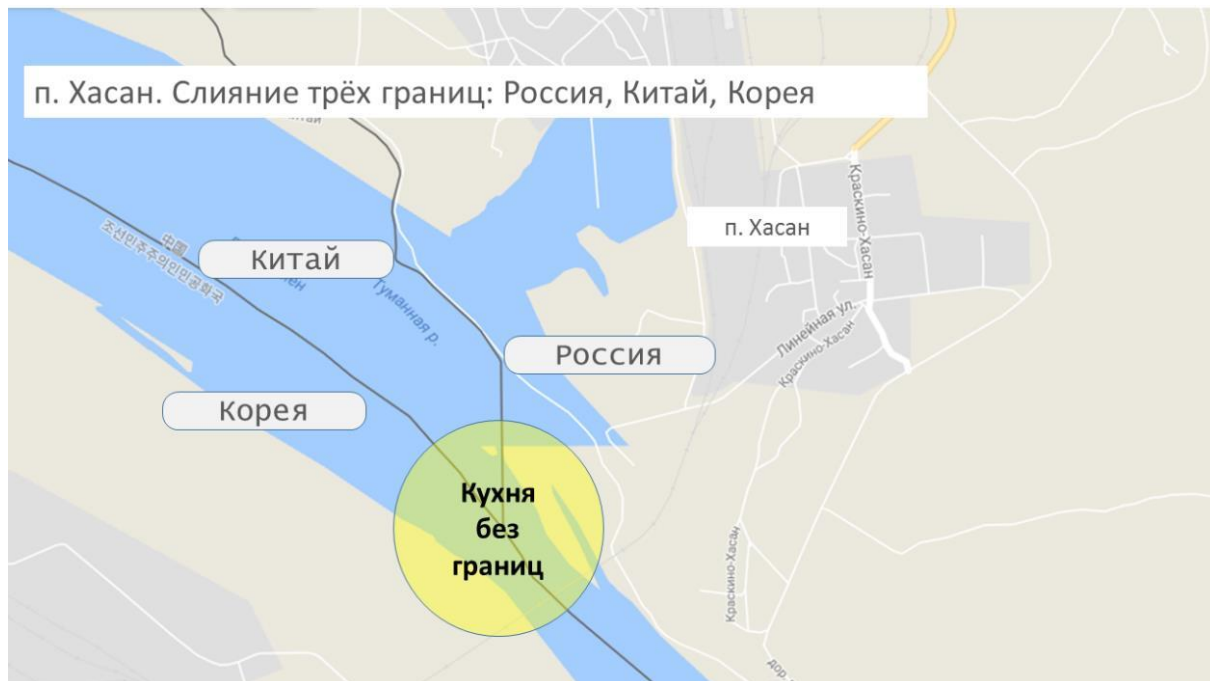 п. Хасан. Слияние трёх границ: Россия, Китай, Корея
п. Хасан
Краскино-Хасан
Китай
中国
조선민주주의인민공화국
Туманная р.
Россия
Линейная ул.
Краскино-Хасан
Корея
Кухня
без
границ
Краскино-Хасан
дор.